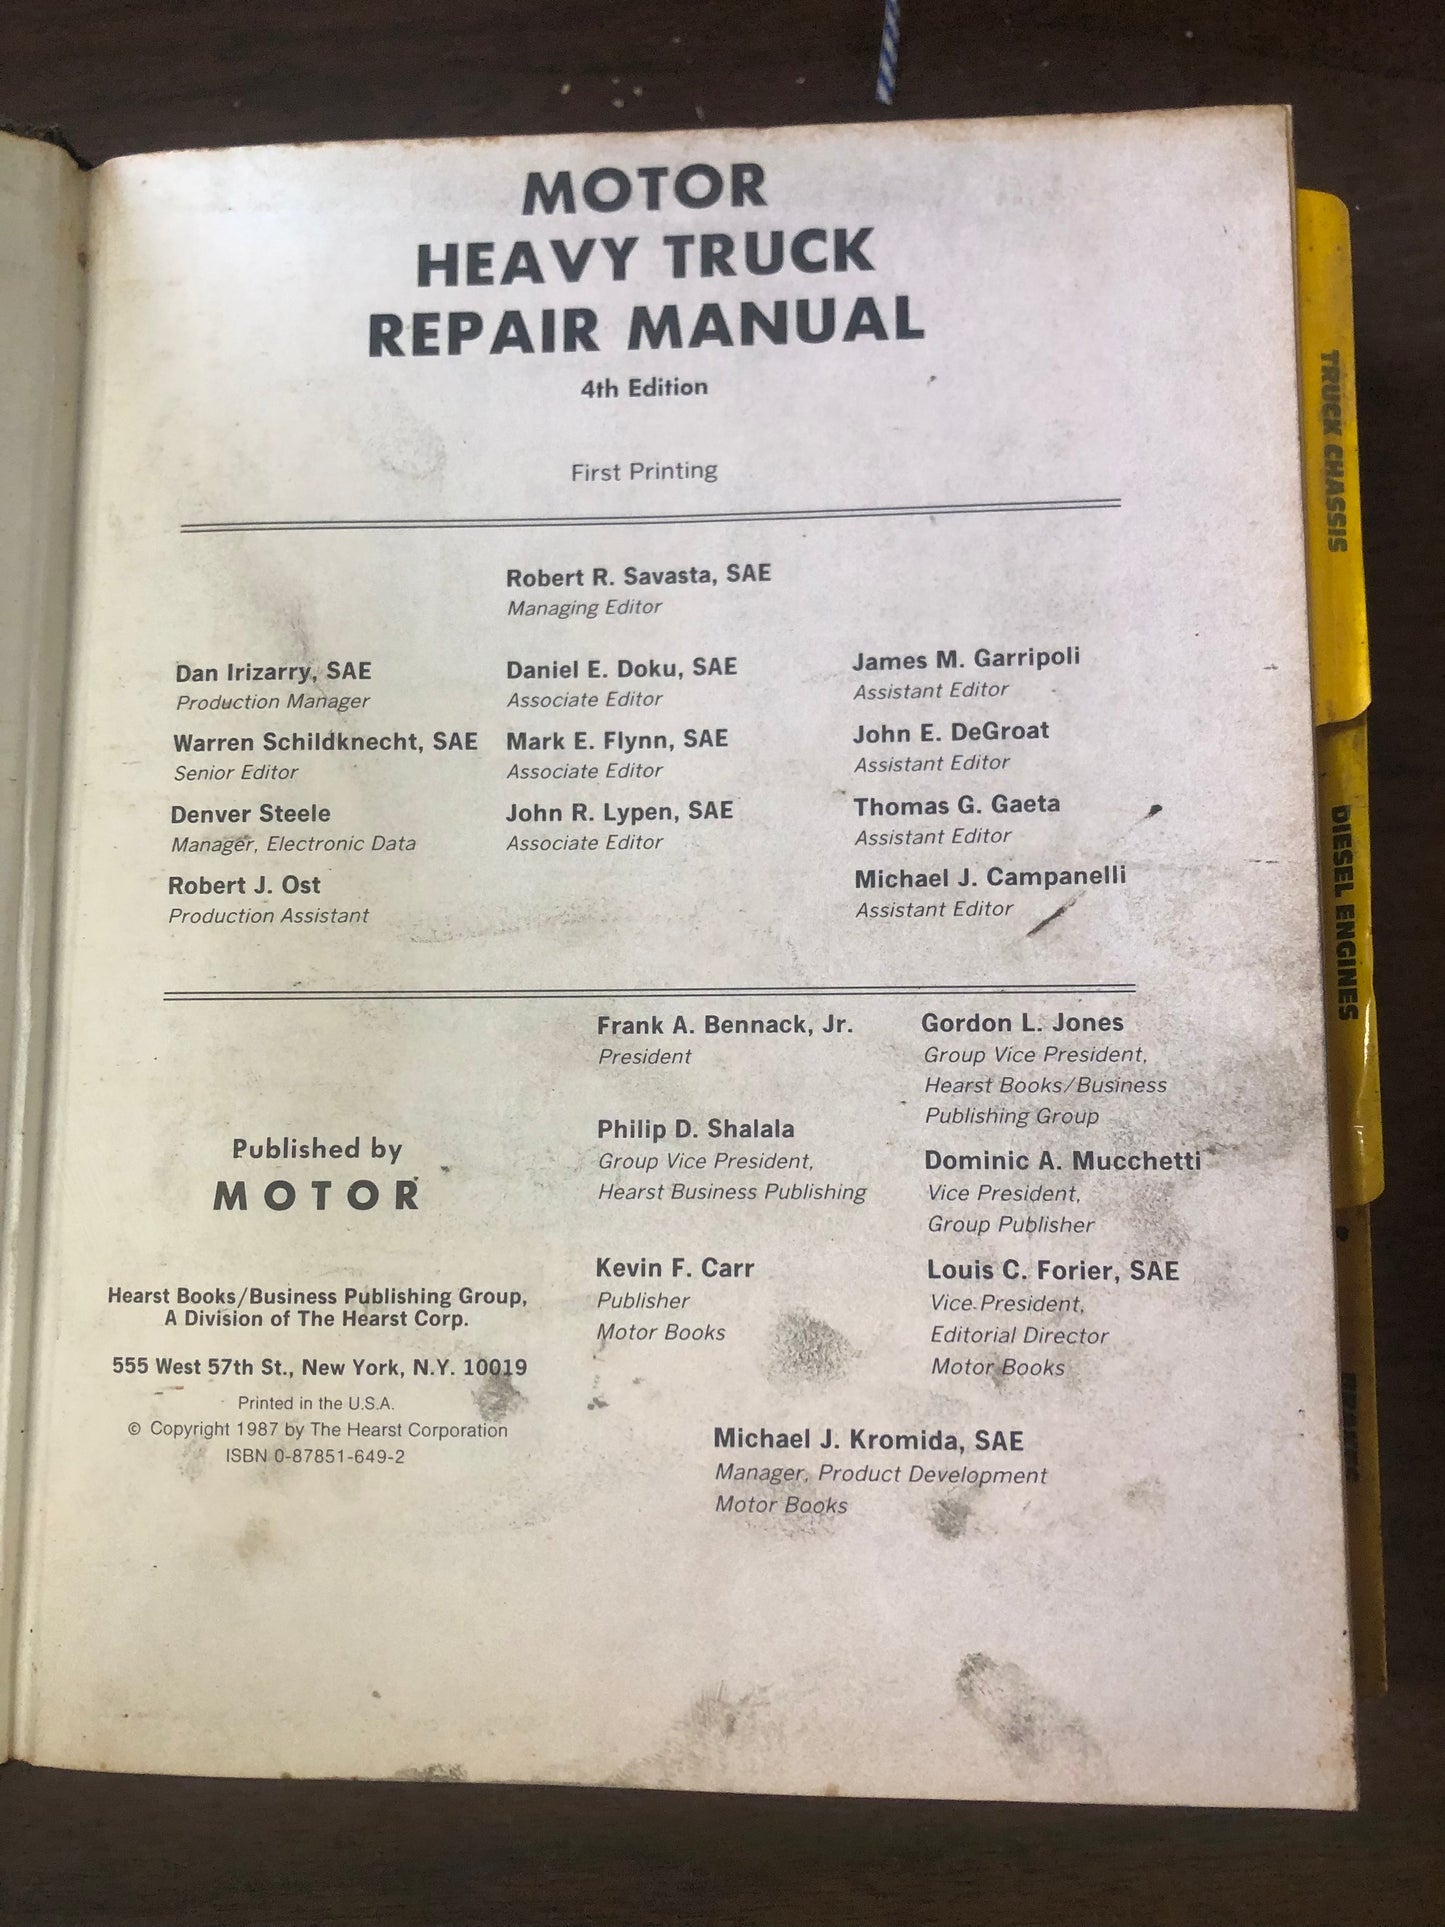 MOTOR
HEAVY TRUCK
REPAIR MANUAL
4th Edition
First Printing
Robert R. Savasta, SAE
Managing Editor
Dan Irizarry, SAE
Production Manager
Warren Schildknecht, SAE
Senior Editor
Denver Steele
Manager, Electronic Data
Robert J. Ost
Production Assistant
Daniel E. Doku, SAE
Associate Editor
Mark E. Flynn, SAE
Associate Editor
John R. Lypen, SAE
Associate Editor
James M. Garripoli
Assistant Editor
John E. DeGroat
Assistant Editor
Thomas G. Gaeta
Assistant Editor
Michael J. Campanelli
Assistant Editor
Published by
MOTOR
Hearst Books/Business Publishing Group,
A Division of The Hearst Corp.
555 West 57th St., New York, N.Y. 10019
Printed in the U.S.A.
© Copyright 1987 by The Hearst Corporation
ISBN 0-87851-649-2
Frank A. Bennack, Jr.
President
Philip D. Shalala
Group Vice President,
Hearst Business Publishing
Kevin F. Carr
Publisher
Motor Books
Gordon L. Jones
Group Vice President,
Hearst Books/Business
Publishing Group
Dominic A. Mucchetti
Vice President,
Group Publisher
Louis C. Forier, SAE
Vice President,
Editorial Director
Motor Books
Michael J. Kromida, SAE
Manager, Product Development
Motor Books
TRUCK CHASSIS
DIESEL ENGINES